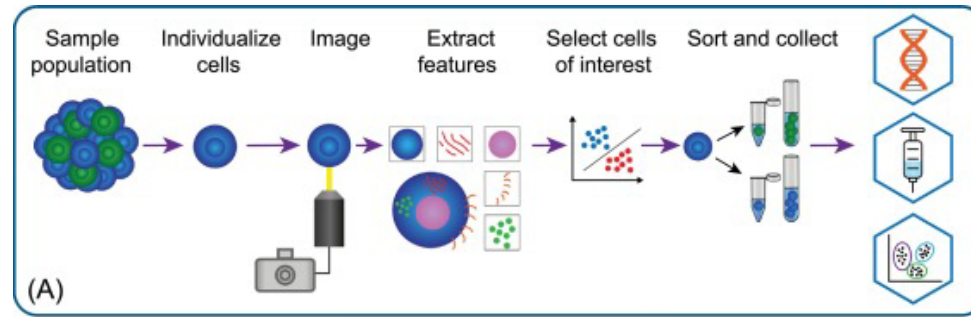 Sample
population
Individualize
cells
Image
Extract
features
Select cells
of interest
Sort and collect
(A)